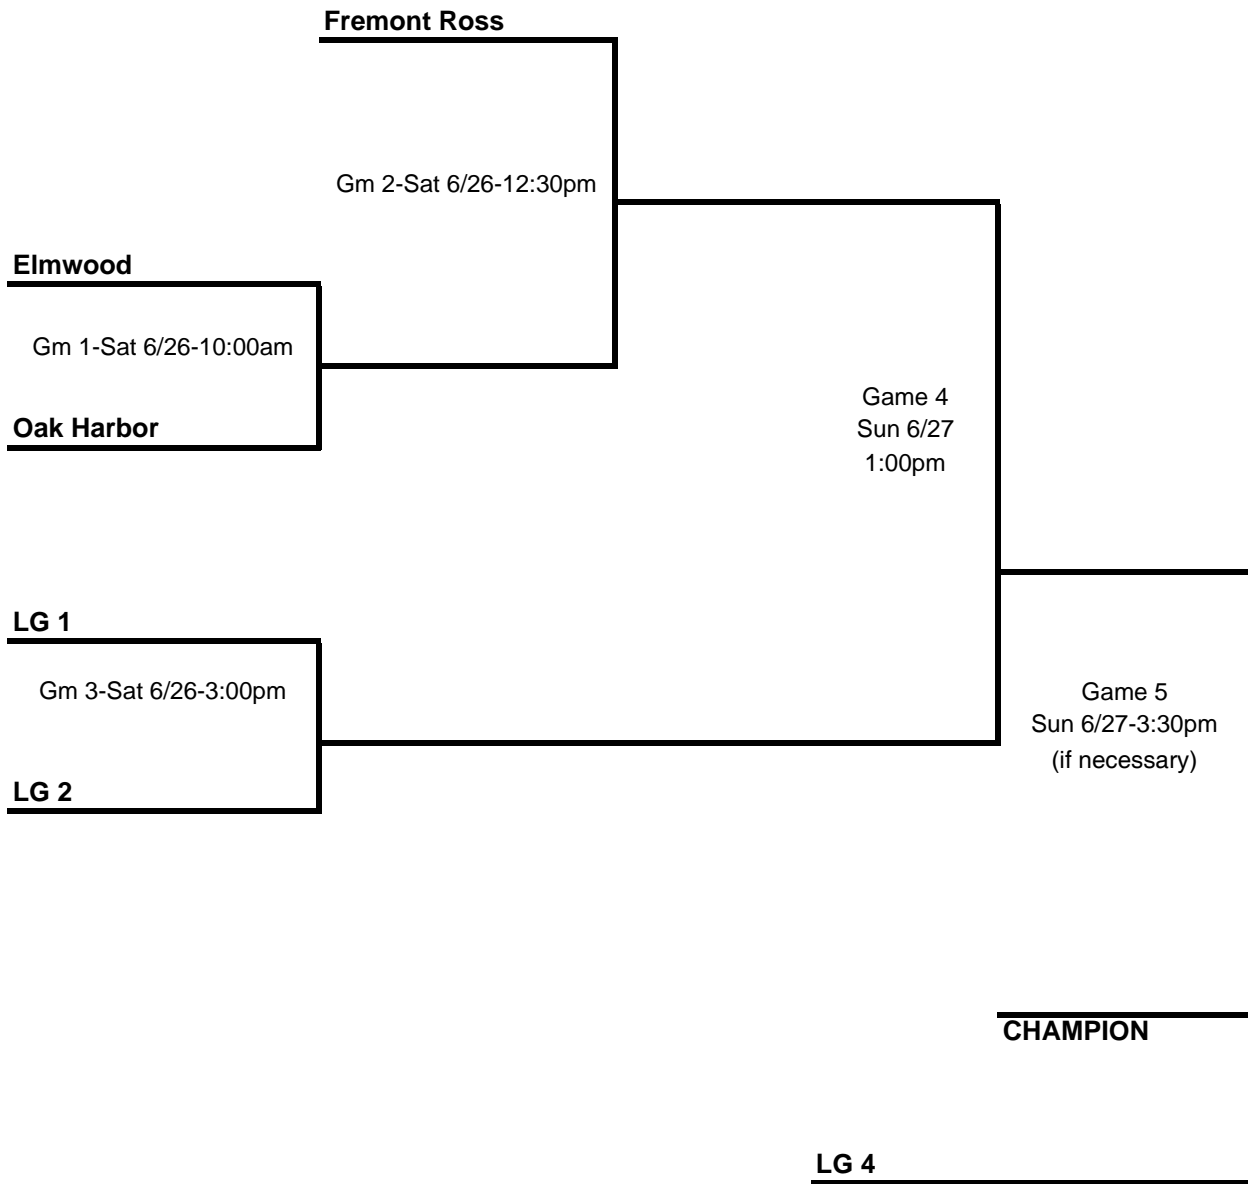 Fremont Ross
Gm 2-Sat 6/26-12:30pm
Elmwood
Gm 1-Sat 6/26-10:00am
Oak Harbor
Game 4
Sun 6/27
1:00pm
LG 1
Gm 3-Sat 6/26-3:00pm
LG 2
Game 5
Sun 6/27-3:30pm
(if necessary)
CHAMPION
LG 4